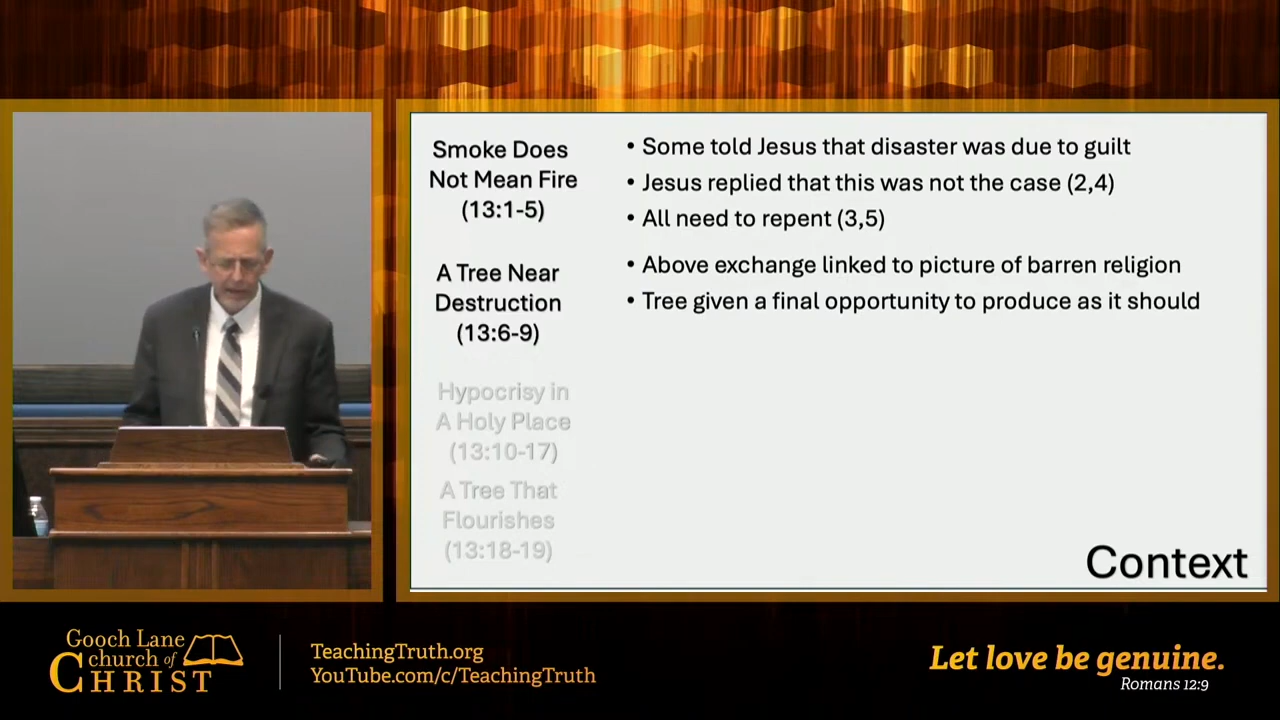 Smoke Does
Not Mean Fire
(13:1-5)
• Some told Jesus that disaster was due to guilt
• Jesus replied that this was not the case (2,4)
• All need to repent (3,5)
A Tree Near
Destruction
(13:6-9)
• Above exchange linked to picture of barren religion
• Tree given a final opportunity to produce as it should
Hypocrisy in
A Holy Place
(13:10-17)
A Tree That
Flourishes
(13:18-19)
Context
Gooch Lane
church of
CHRIST
TeachingTruth.org
YouTube.com/c/TeachingTruth
Let love be genuine.
Romans 12:9